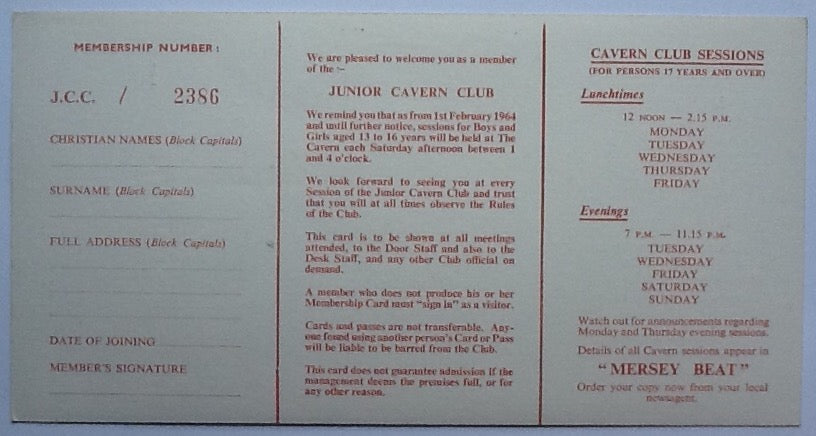 MEMBERSHIP NUMBER :
J.C.C. / 2386
CHRISTIAN NAMES (Block Capitals)
SURNAME (Block Capitals)
FULL ADDRESS (Block Capitals)
DATE OF JOINING
MEMBER'S SIGNATURE
We are pleased to welcome you as a member
of the :-
JUNIOR CAVERN CLUB
We remind you that as from 1st February 1964
and until further notice, sessions for Boys and
Girls aged 13 to 16 years will be held at The
Cavern each Saturday afternoon between 1
and 4 o'clock.
We look forward to seeing you at every
Session of the Junior Cavern Club and trust
that you will at all times observe the Rules
of the Club.
This card is to be shown at all meetings
attended, to the Door Staff and also to the
Desk Staff, and any other Club official on
demand.
A member who does not produce his or her
Membership Card must "sign in" as a visitor.
Cards and passes are not transferable. Any-
one found using another person's Card or Pass
will be liable to be barred from the Club.
This card does not guarantee admission if the
management deems the premises full, or for
any other reason.
CAVERN CLUB SESSIONS
(FOR PERSONS 17 YEARS AND OVER)
Lunchtimes
12 NOON — 2.15 P.M.
MONDAY
TUESDAY
WEDNESDAY
THURSDAY
FRIDAY
Evenings
7 P.M. — 11.15 P.M.
TUESDAY
WEDNESDAY
FRIDAY
SATURDAY
SUNDAY
Watch out for announcements regarding
Monday and Thursday evening sessions.
Details of all Cavern sessions appear in
"MERSEY BEAT"
Order your copy now from your local
newsagent.